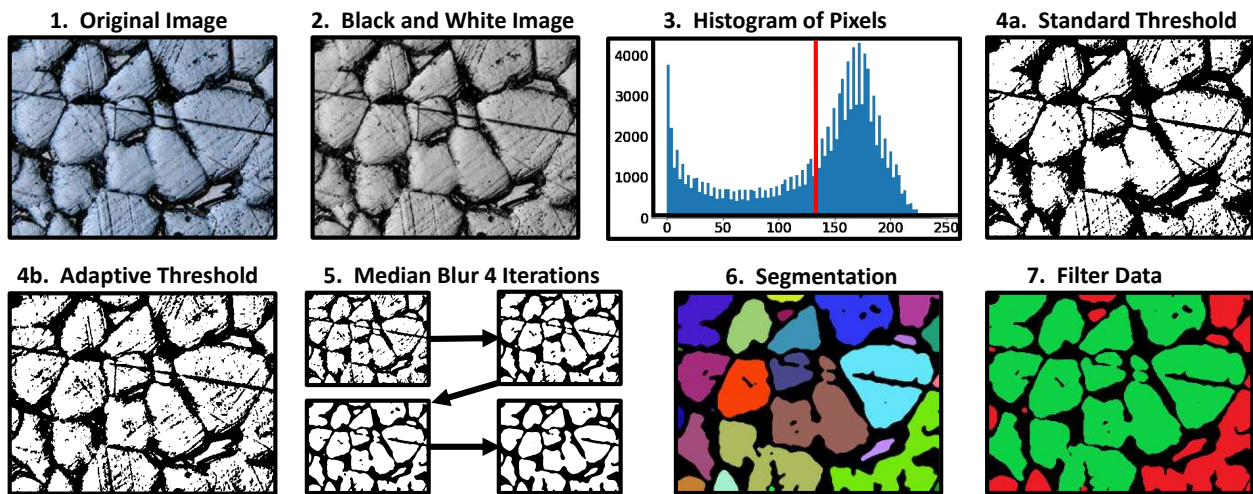 1. Original Image
2. Black and White Image
3. Histogram of Pixels
4a. Standard Threshold
4000
3000
2000
1000
0
0 50 100 150 200 250
4b. Adaptive Threshold
5. Median Blur 4 Iterations
6. Segmentation
7. Filter Data